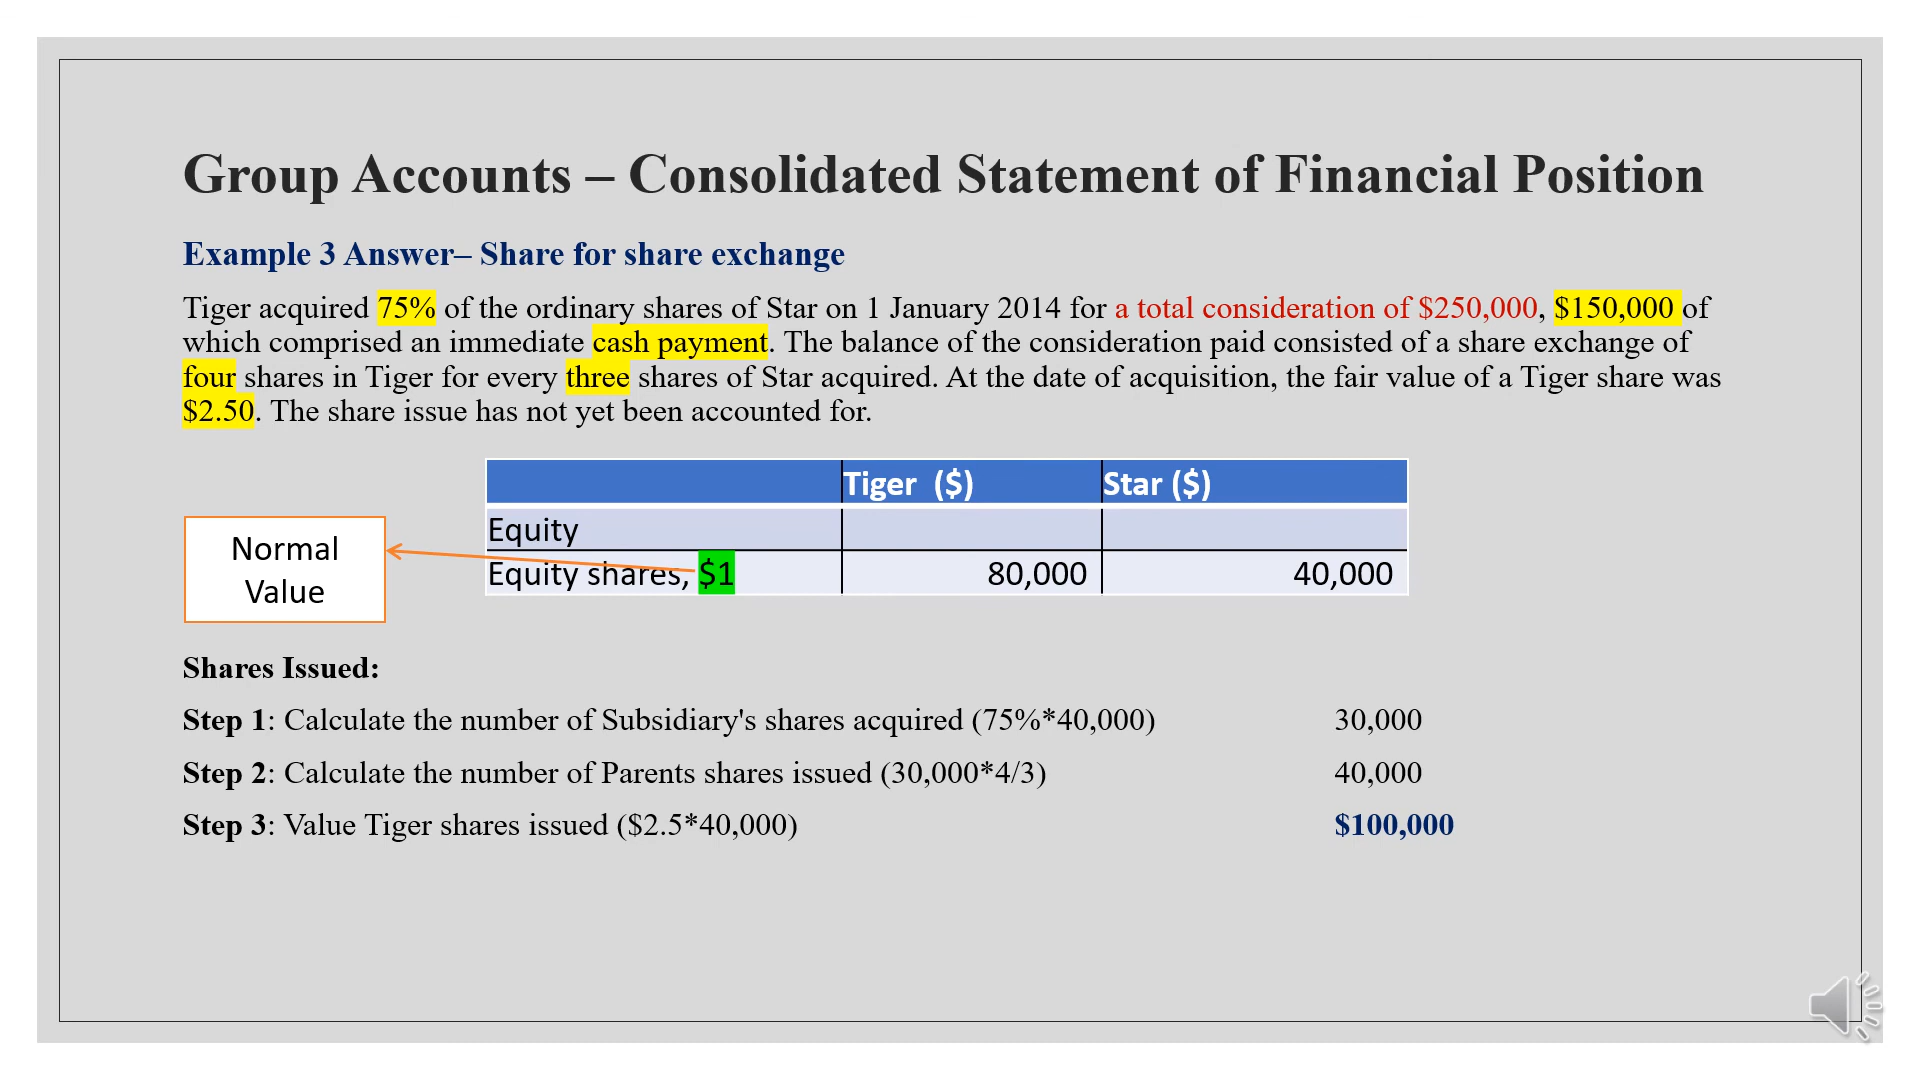 Group Accounts – Consolidated Statement of Financial Position
Example 3 Answer– Share for share exchange
Tiger acquired 75% of the ordinary shares of Star on 1 January 2014 for a total consideration of $250,000, $150,000 of
which comprised an immediate cash payment. The balance of the consideration paid consisted of a share exchange of
four shares in Tiger for every three shares of Star acquired. At the date of acquisition, the fair value of a Tiger share was
$2.50. The share issue has not yet been accounted for.
Tiger ($) Star ($)
Equity
Equity shares, $1 80,000 40,000
Normal
Value
Shares Issued:
Step 1: Calculate the number of Subsidiary's shares acquired (75%*40,000) 30,000
Step 2: Calculate the number of Parents shares issued (30,000*4/3) 40,000
Step 3: Value Tiger shares issued ($2.5*40,000) $100,000